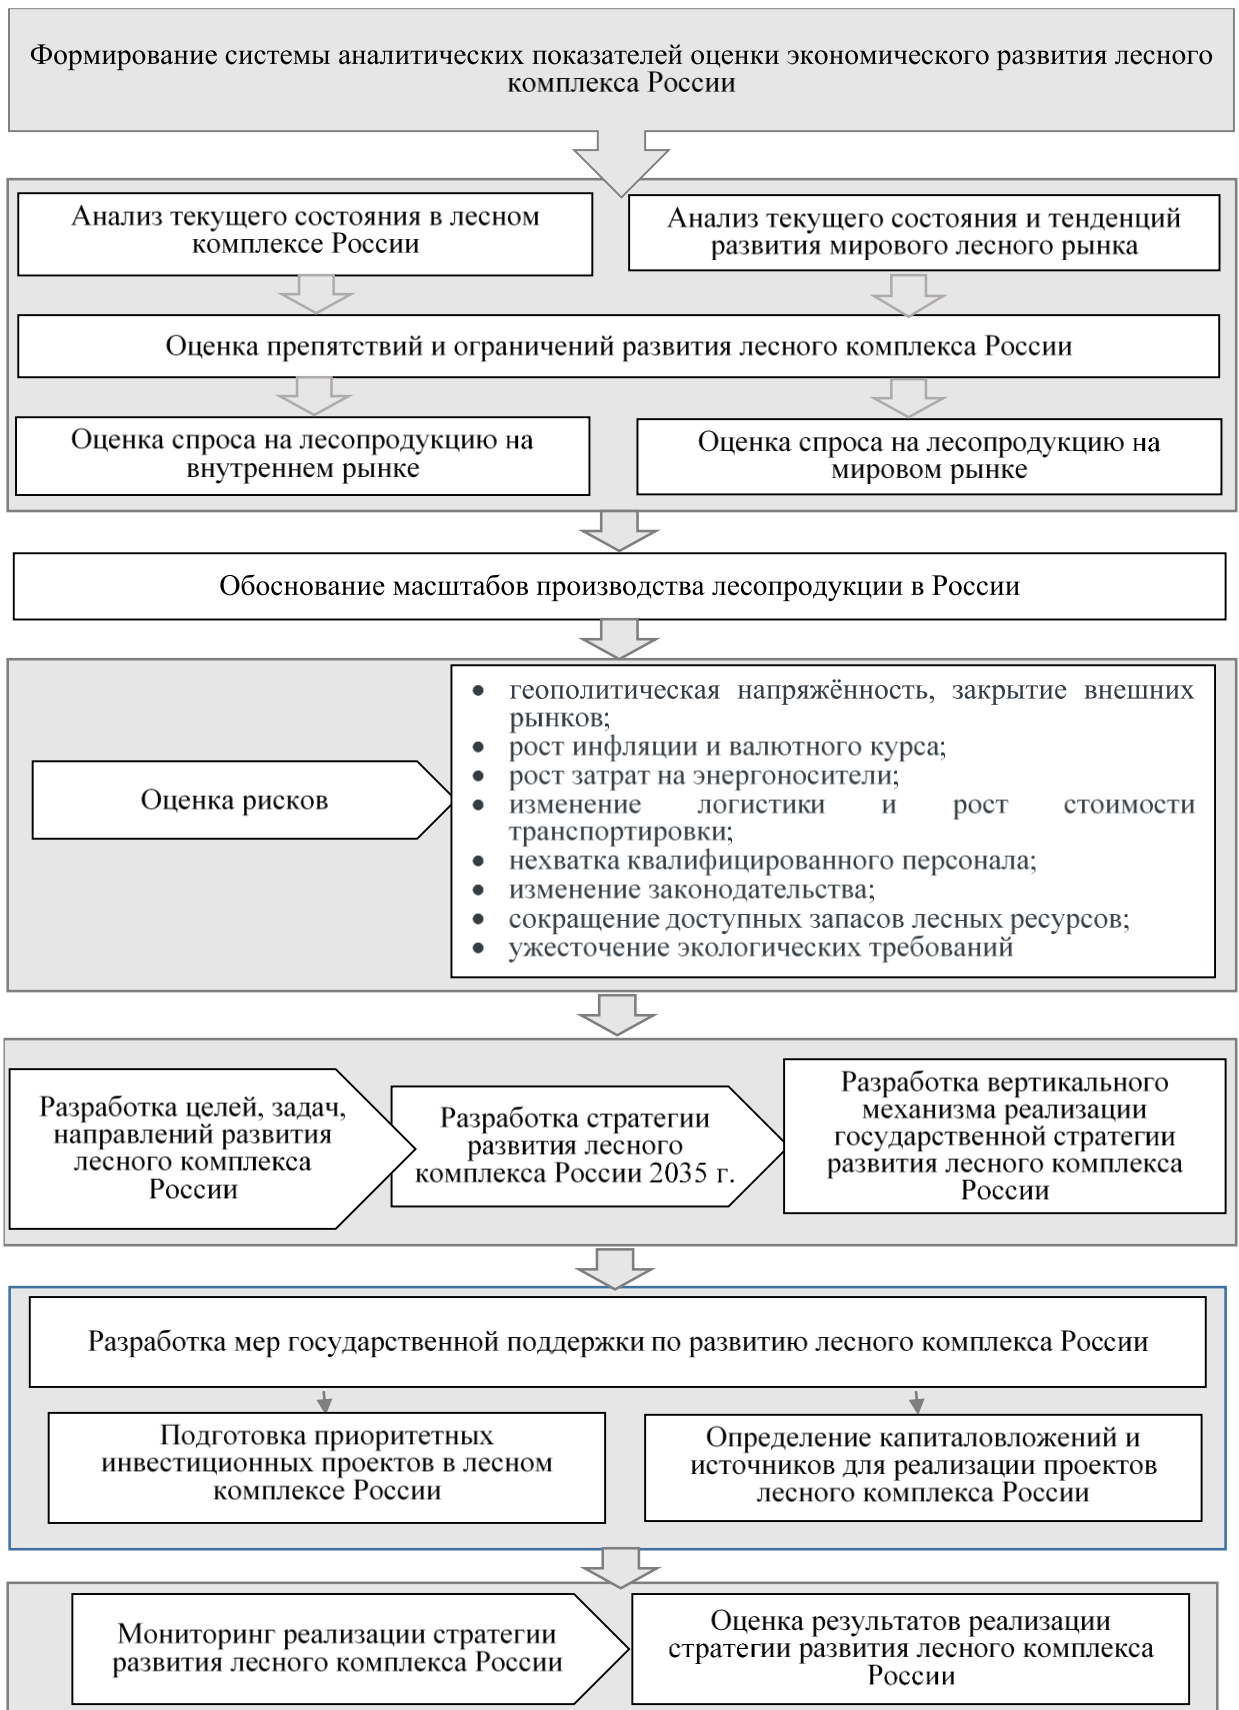 Формирование системы аналитических показателей оценки экономического развития лесного
комплекса России
Анализ текущего состояния в лесном
комплексе России
Анализ текущего состояния и тенденций
развития мирового лесного рынка
Оценка препятствий и ограничений развития лесного комплекса России
Оценка спроса на лесопродукцию на
внутреннем рынке
Оценка спроса на лесопродукцию на
мировом рынке
Обоснование масштабов производства лесопродукции в России
Оценка рисков
• геополитическая напряжённость, закрытие внешних
рынков;
• рост инфляции и валютного курса;
• рост затрат на энергоносители;
• изменение логистики и рост стоимости
транспортировки;
• нехватка квалифицированного персонала;
• изменение законодательства;
• сокращение доступных запасов лесных ресурсов;
• ужесточение экологических требований
Разработка целей, задач,
направлений развития
лесного комплекса
России
Разработка стратегии
развития лесного
комплекса России 2035 г.
Разработка вертикального
механизма реализации
государственной стратегии
развития лесного комплекса
России
Разработка мер государственной поддержки по развитию лесного комплекса России
Подготовка приоритетных
инвестиционных проектов в лесном
комплексе России
Определение капиталовложений и
источников для реализации проектов
лесного комплекса России
Мониторинг реализации стратегии
развития лесного комплекса России
Оценка результатов реализации
стратегии развития лесного комплекса
России